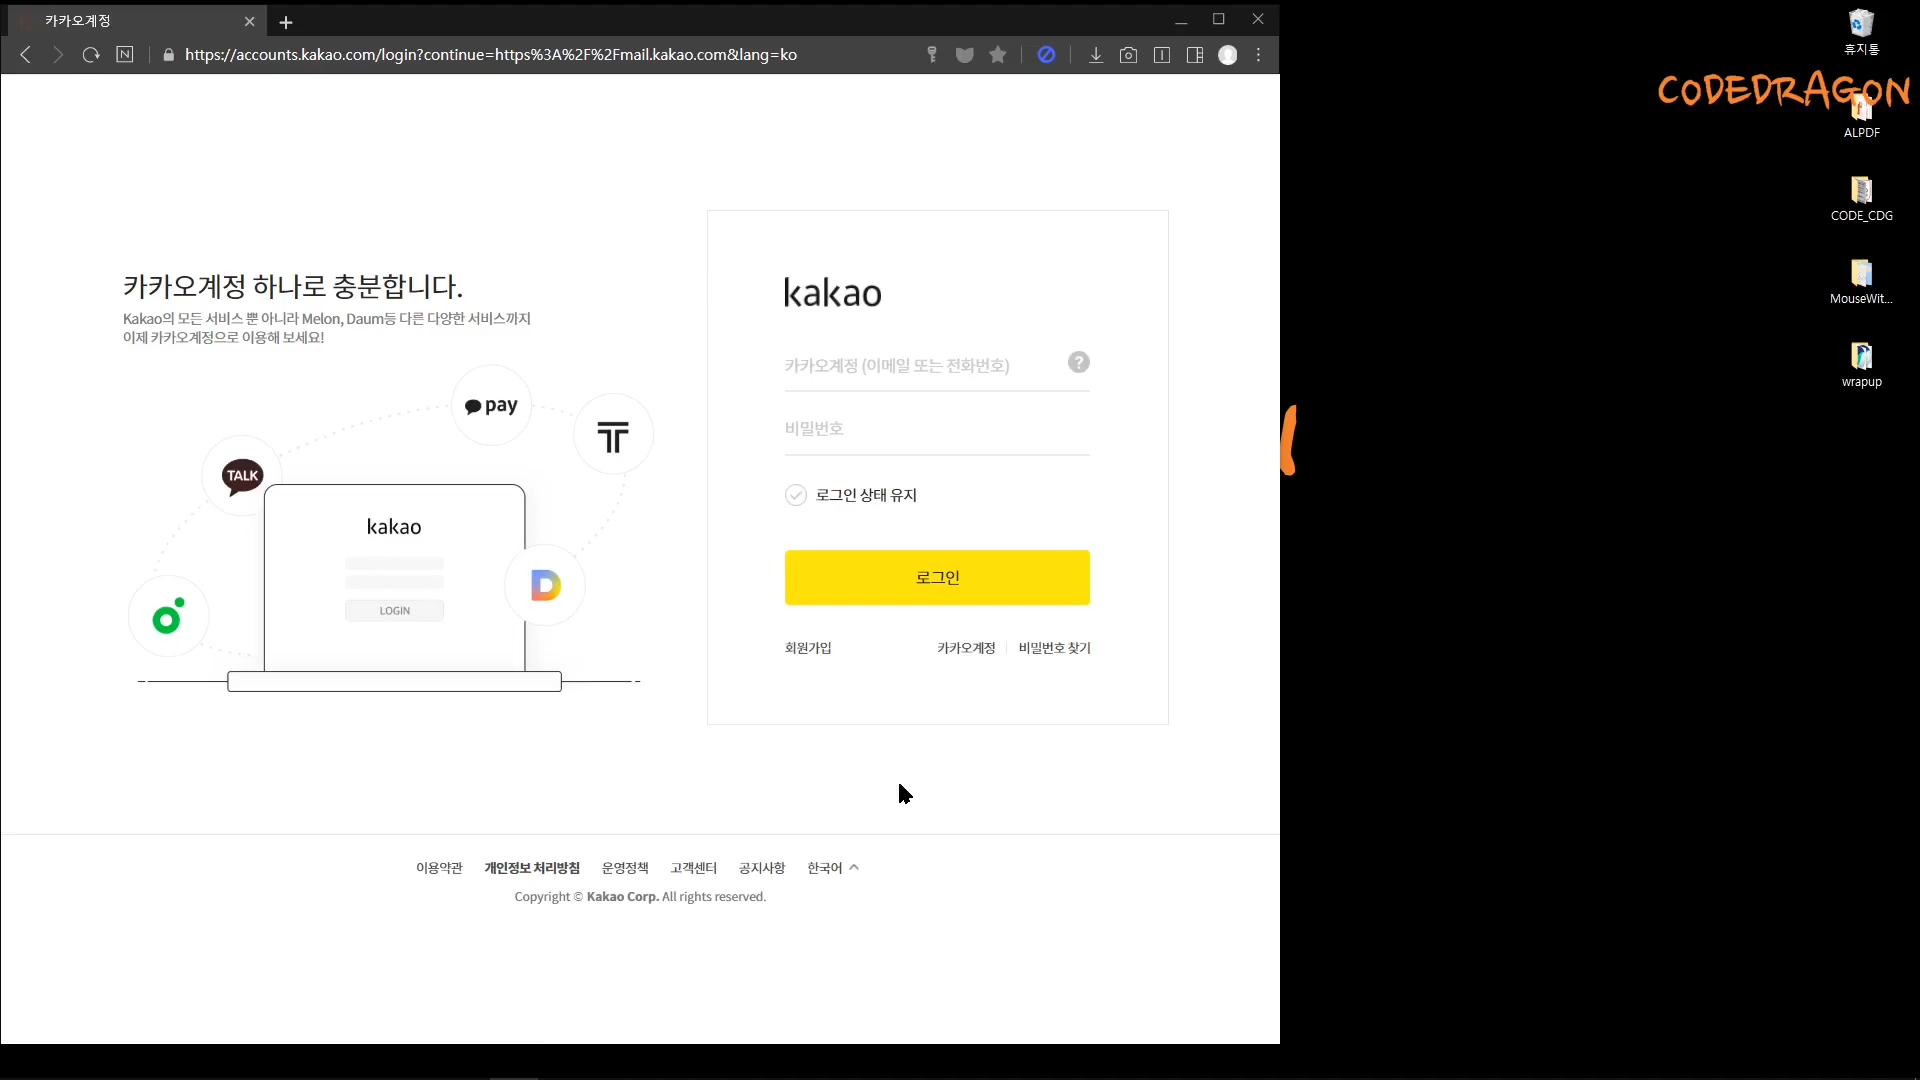 카카오계정
https://accounts.kakao.com/login?continue=https%3A%2F%2Fmail.kakao.com&lang=ko
휴지통
CODEDRAGON
ALPDF
CODE_CDG
MouseWit...
wrapup
카카오계정 하나로 충분합니다.
Kakao의 모든 서비스 뿐 아니라 Melon, Daum등 다른 다양한 서비스까지
이제 카카오계정으로 이용해 보세요!
pay
TALK
kakao
LOGIN
kakao
카카오계정 (이메일 또는 전화번호)
비밀번호
로그인 상태 유지
로그인
회원가입 카카오계정 비밀번호 찾기
이용약관 개인정보 처리방침 운영정책 고객센터 공지사항 한국어
Copyright © Kakao Corp. All rights reserved.